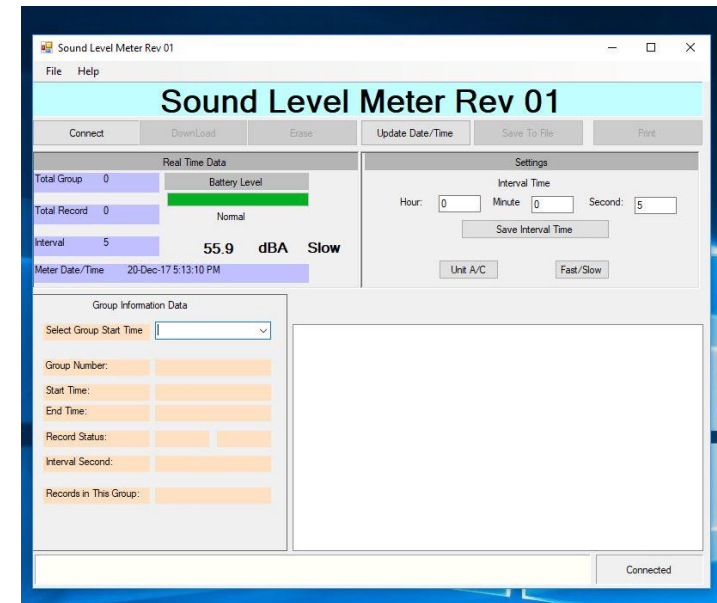 Sound Level Meter Rev 01
File Help
Sound Level Meter Rev 01
Connect DownLoad Erase Update Date/Time Save To File Print
Real Time Data
Settings
Total Group 0
Battery Level
Interval Time
Hour: 0 Minute 0 Second: 5
Total Record 0
Normal
Save Interval Time
Interval 5
55.9 dBA Slow
Unit A/C Fast/Slow
Meter Date/Time 20-Dec-17 5:13:10 PM
Group Information Data
Select Group Start Time
Group Number:
Start Time:
End Time:
Record Status:
Interval Second:
Records in This Group:
Connected